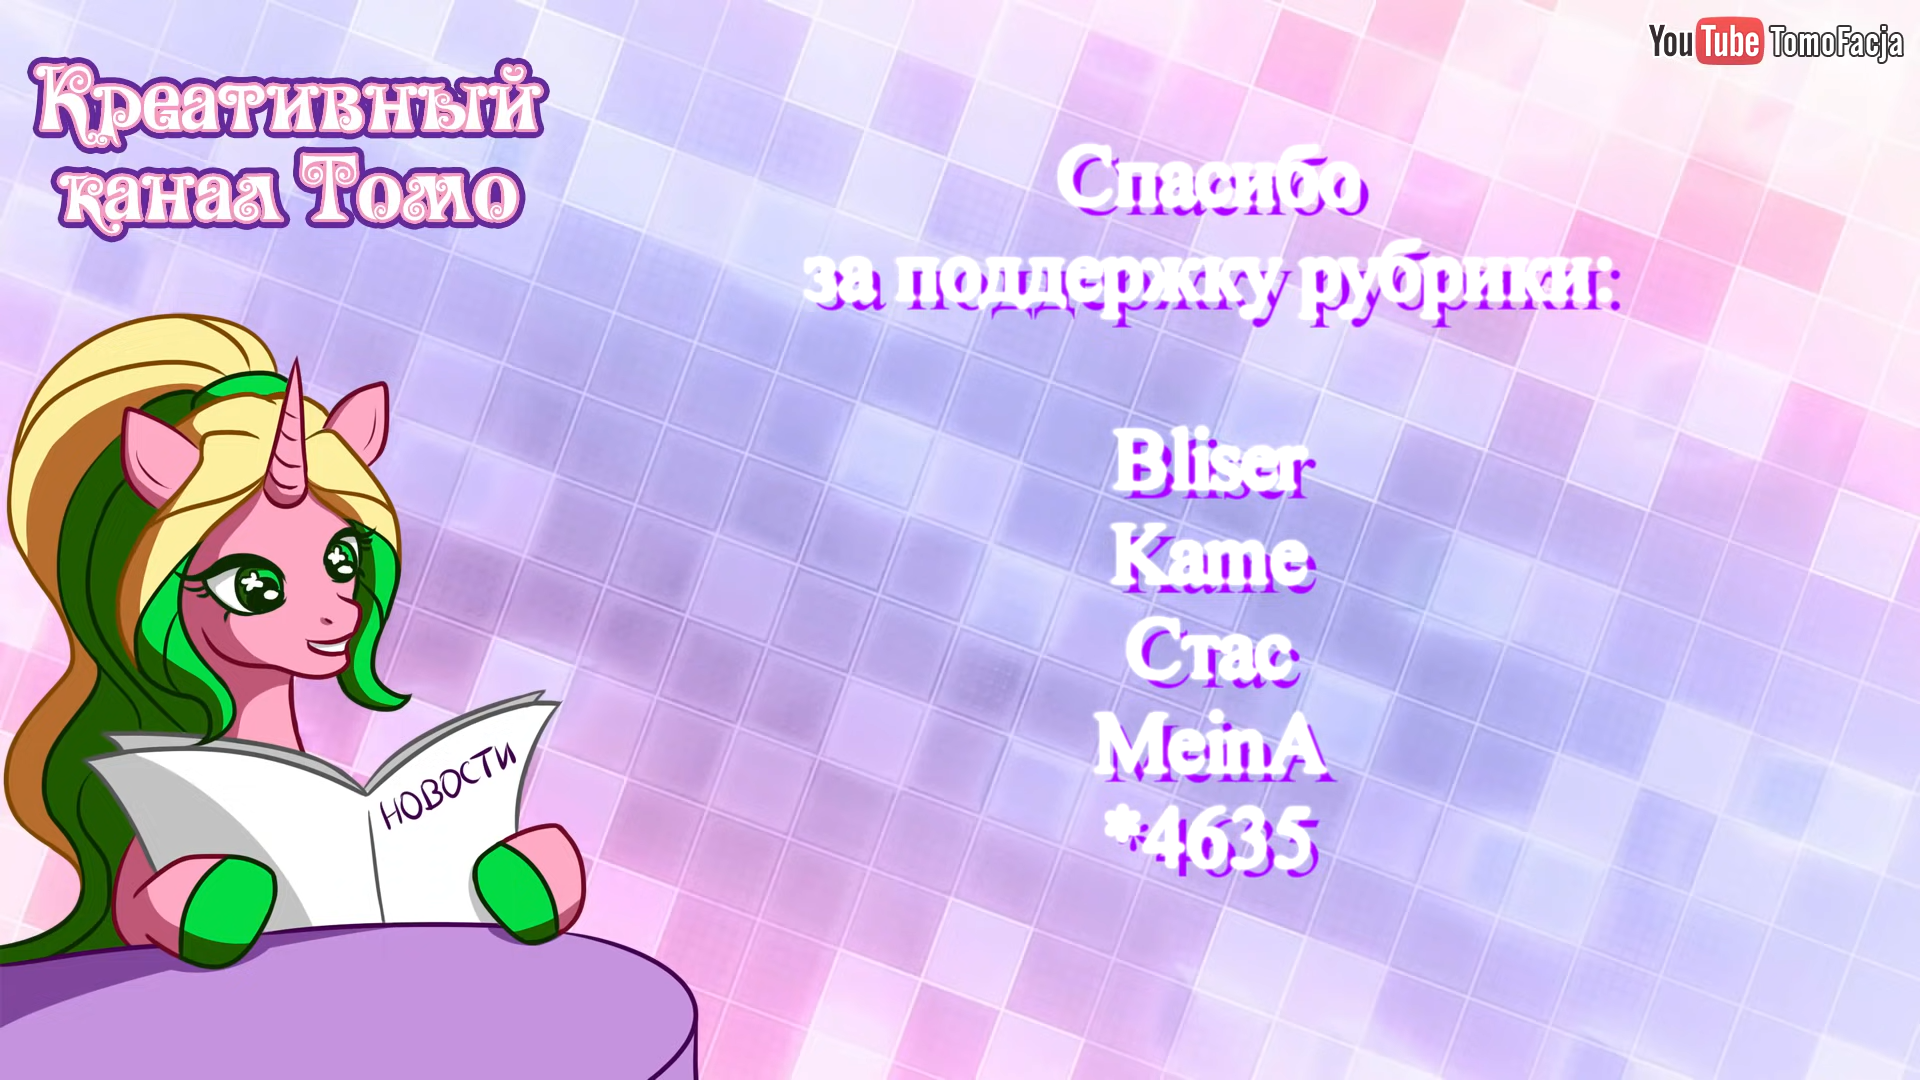 Креативный
канал Томо
YouTube TomoFacja
Спасибо
за поддержку рубрики:
Bliser
Kame
Стас
MeinA
*4635
НОВОСТИ